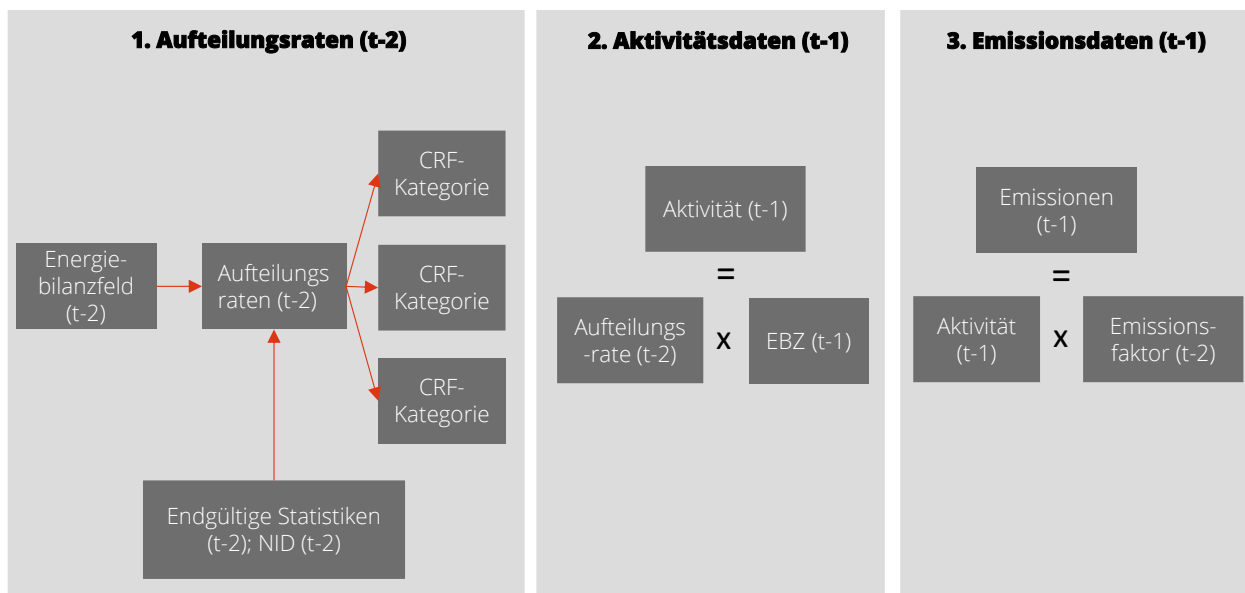 1. Aufteilungsraten (t-2)
CRF-
Kategorie
Energie-
bilanzfeld
(t-2)
Aufteilungs
raten (t-2)
CRF-
Kategorie
CRF-
Kategorie
Endgültige Statistiken
(t-2); NID (t-2)
2. Aktivitätsdaten (t-1)
Aktivität (t-1)
=
Aufteilungs
-rate (t-2)
x
EBZ (t-1)
3. Emissionsdaten (t-1)
Emissionen
(t-1)
=
Aktivität
(t-1)
x
Emissions-
faktor (t-2)